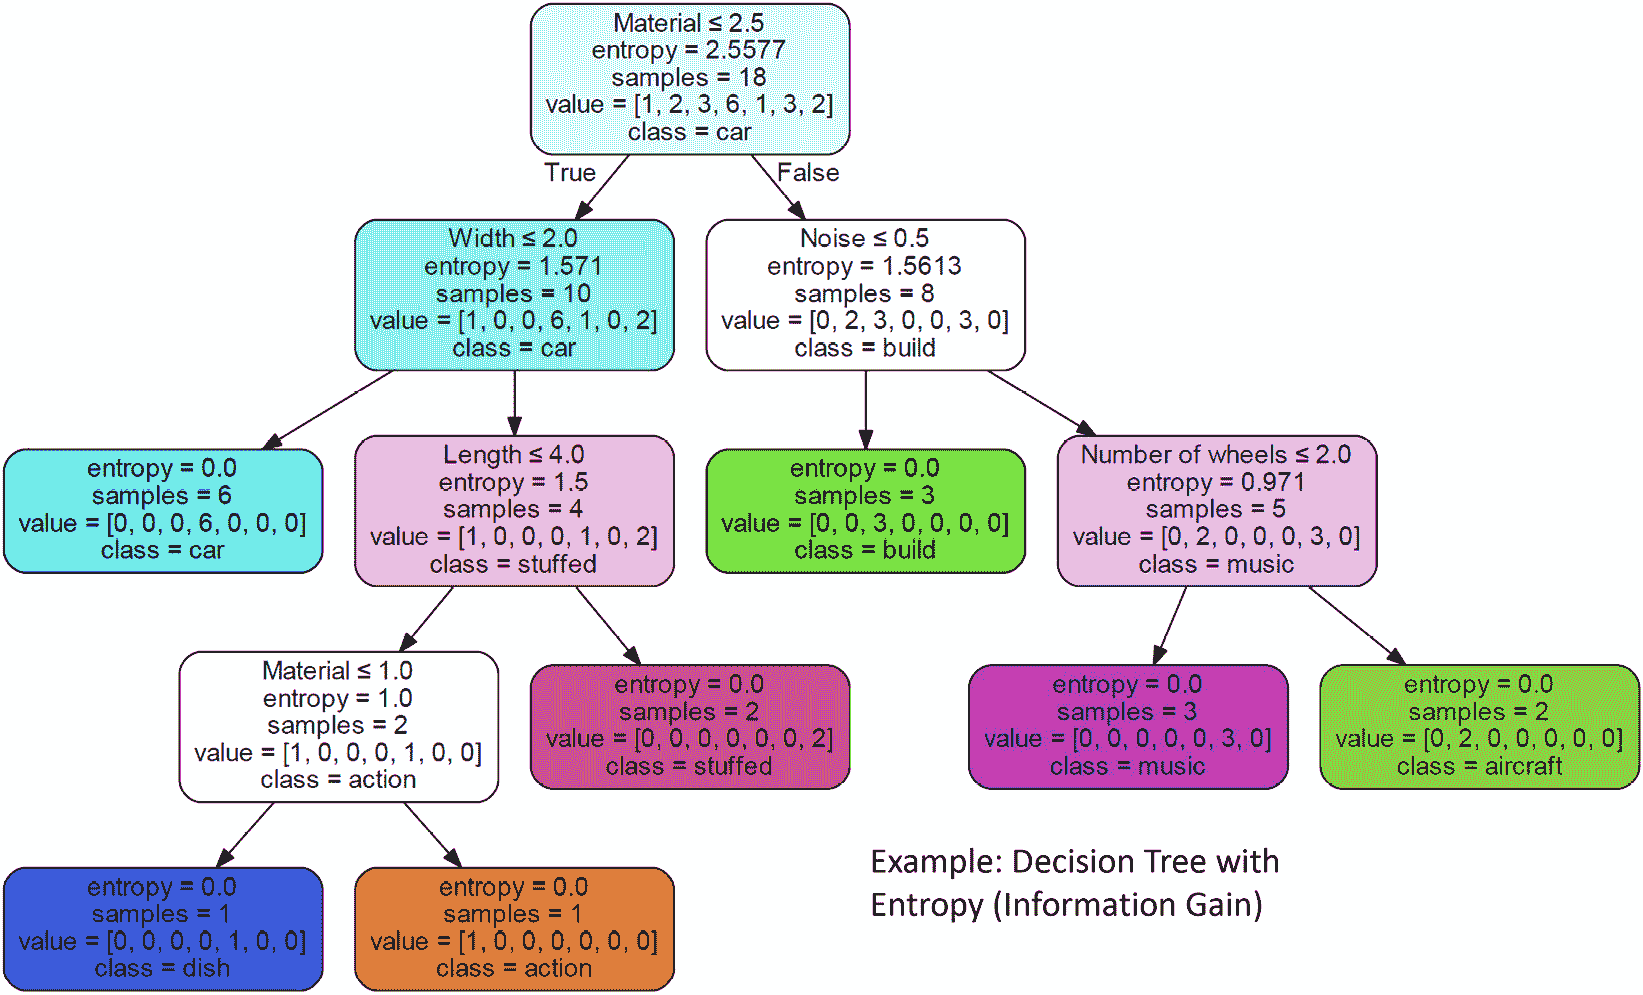 Material ≤ 2.5
entropy = 2.5577
samples = 18
value = [1, 2, 3, 6, 1, 3, 2]
class = car
True
False
Width ≤ 2.0
entropy = 1.571
samples = 10
value = [1, 0, 0, 6, 1, 0, 2]
class = car
Noise ≤ 0.5
entropy = 1.5613
samples = 8
value = [0, 2, 3, 0, 0, 3, 0]
class = build
entropy = 0.0
samples = 6
value = [0, 0, 0, 6, 0, 0, 0]
class = car
Length ≤ 4.0
entropy = 1.5
samples = 4
value = [1, 0, 0, 0, 1, 0, 2]
class = stuffed
entropy = 0.0
samples = 3
value = [0, 0, 3, 0, 0, 0, 0]
class = build
Number of wheels ≤ 2.0
entropy = 0.971
samples = 5
value = [0, 2, 0, 0, 0, 3, 0]
class = music
Material ≤ 1.0
entropy = 1.0
samples = 2
value = [1, 0, 0, 0, 1, 0, 0]
class = action
entropy = 0.0
samples = 2
value = [0, 0, 0, 0, 0, 0, 2]
class = stuffed
entropy = 0.0
samples = 3
value = [0, 0, 0, 0, 0, 3, 0]
class = music
entropy = 0.0
samples = 2
value = [0, 2, 0, 0, 0, 0, 0]
class = aircraft
entropy = 0.0
samples = 1
value = [0, 0, 0, 0, 1, 0, 0]
class = dish
entropy = 0.0
samples = 1
value = [1, 0, 0, 0, 0, 0, 0]
class = action
Example: Decision Tree with
Entropy (Information Gain)